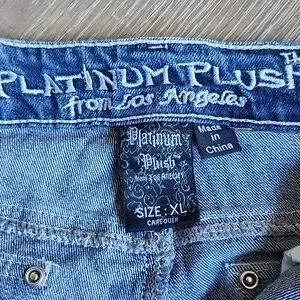 PLATINUM PLUSH
from Los Angeles
Platinum
Plush
from Los Angeles
SIZE: XL
Made in
China